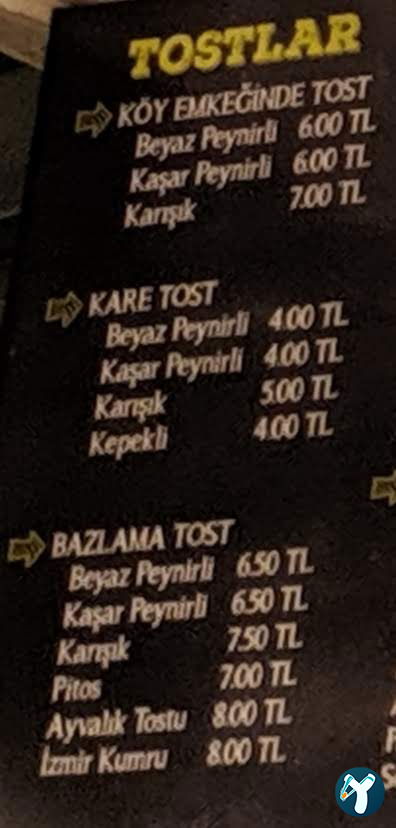 TOSTLAR
KÖY EMKEĞİNDE TOST
Beyaz Peynirli 6.00 TL
Kaşar Peynirli 6.00 TL
Karışık 7.00 TL
KARE TOST
Beyaz Peynirli 4.00 TL
Kaşar Peynirli 4.00 TL
Karışık 5.00 TL
Kepekli 4.00 TL
BAZLAMA TOST
Beyaz Peynirli 6.50 TL
Kaşar Peynirli 6.50 TL
Karışık 7.50 TL
Pitos 7.00 TL
Ayvalık Tostu 8.00 TL
İzmir Kumru 8.00 TL